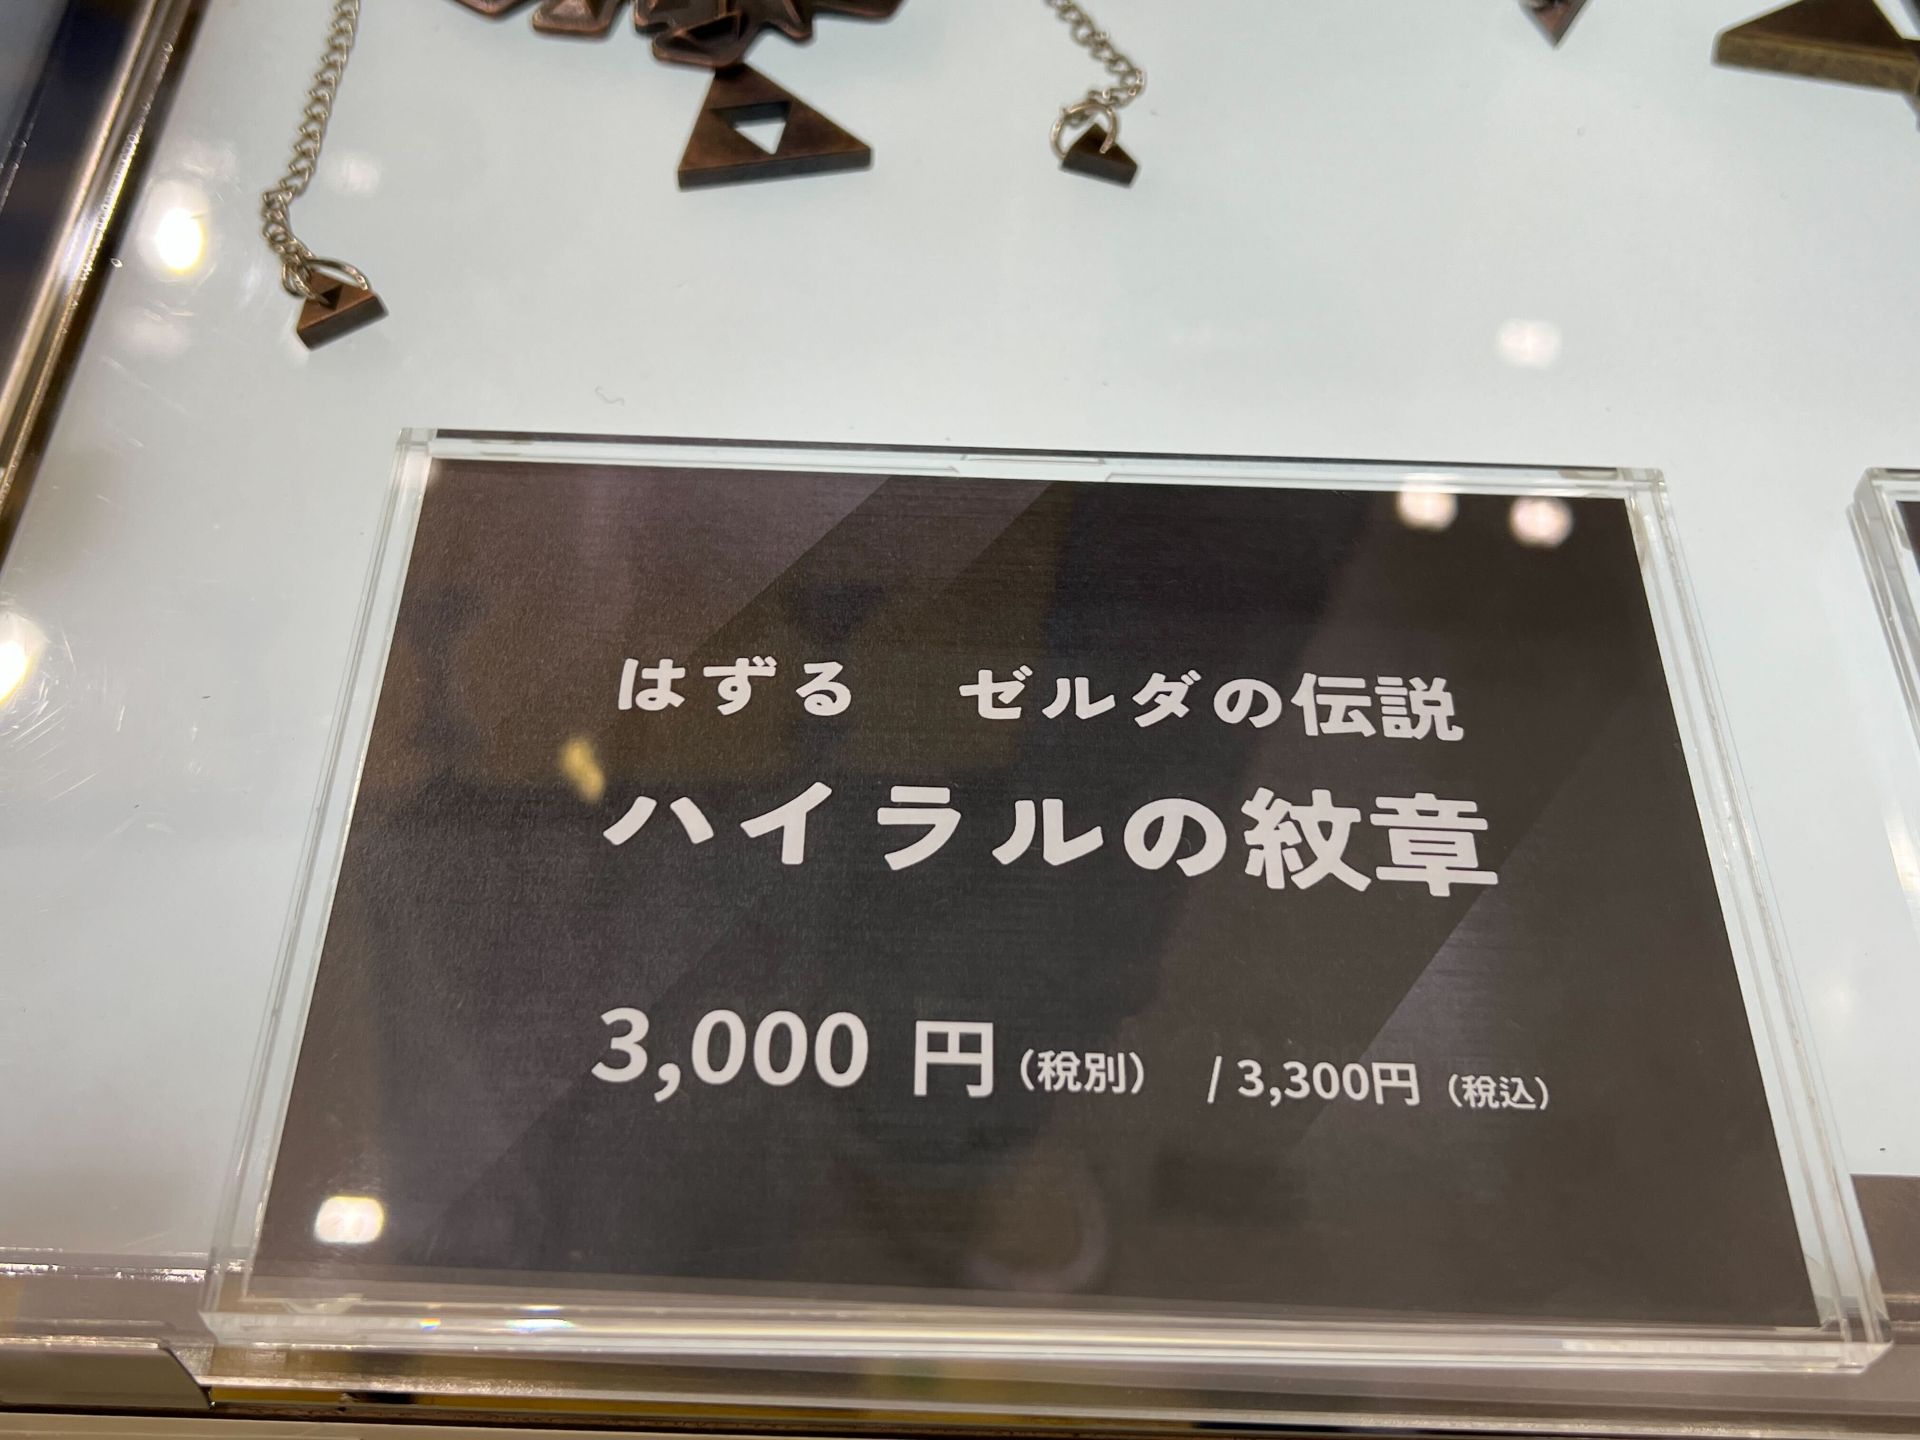 はずる　ゼルダの伝説
ハイラルの紋章
3,000 円（税別） / 3,300円（税込）